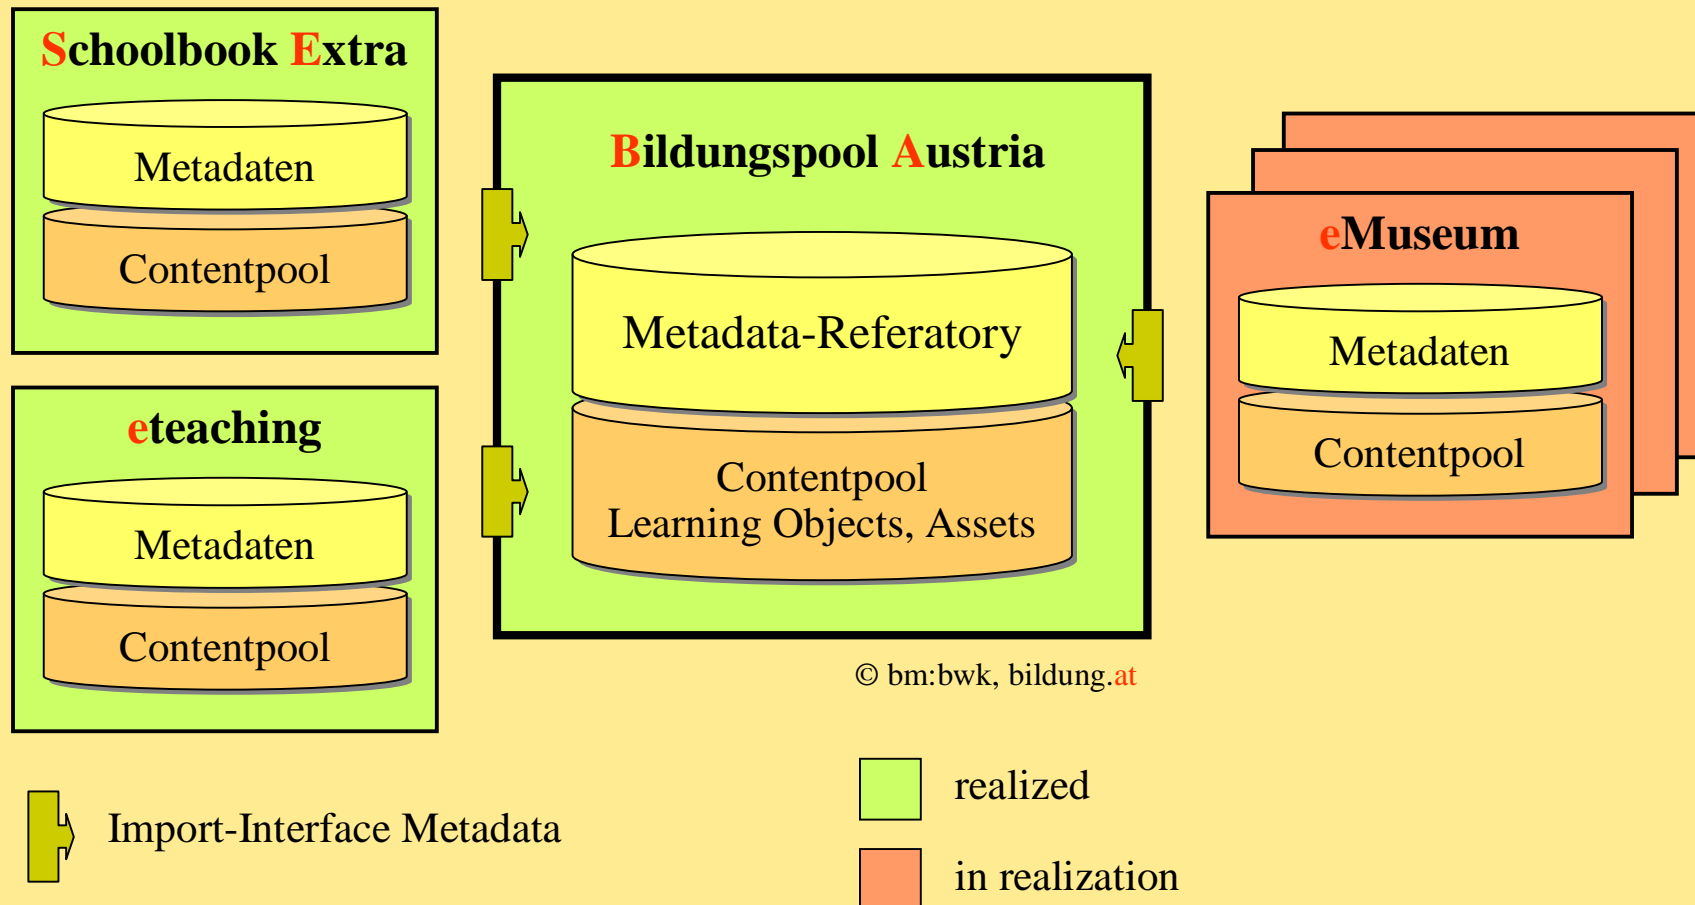 Schoolbook Extra
Metadaten
Contentpool
eteaching
Metadaten
Contentpool
Bildungspool Austria
Metadata-Referatory
Contentpool
Learning Objects, Assets
© bm:bwk, bildung.at
eMuseum
Metadaten
Contentpool
Import-Interface Metadata
realized
in realization